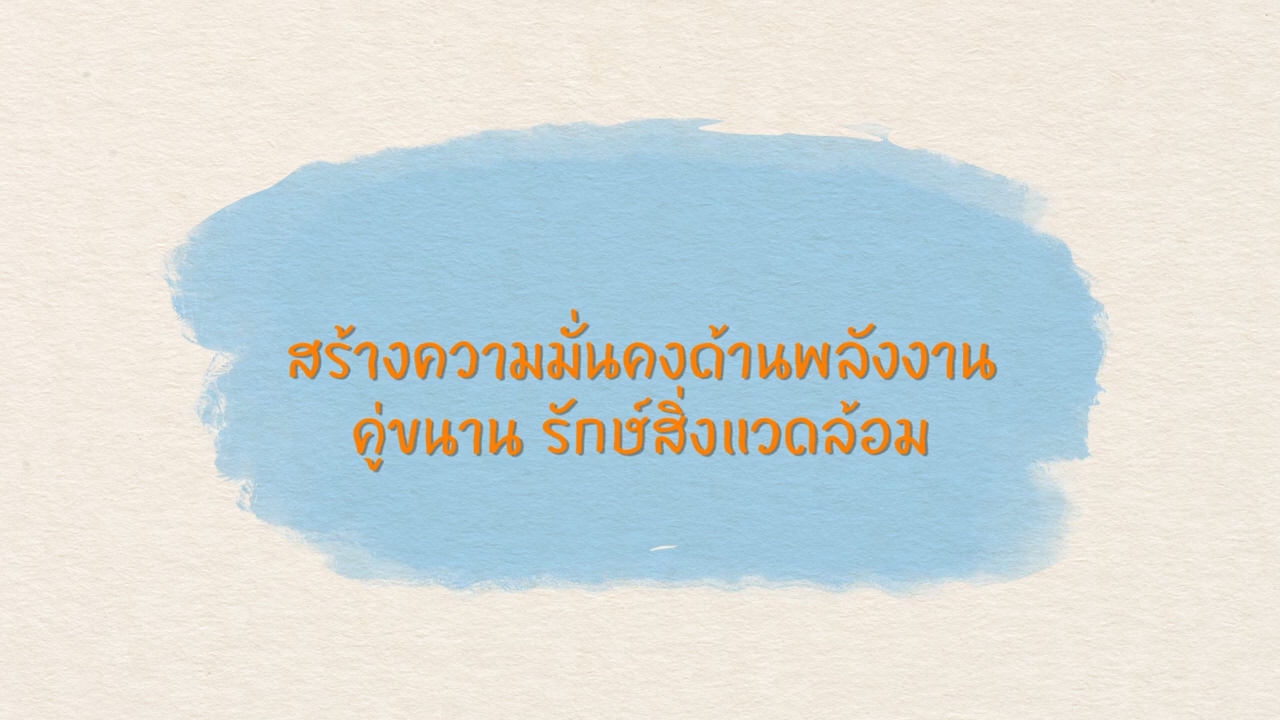 สร้างความมั่นคงด้านพลังงาน
คู่ขนาน รักษ์สิ่งแวดล้อม